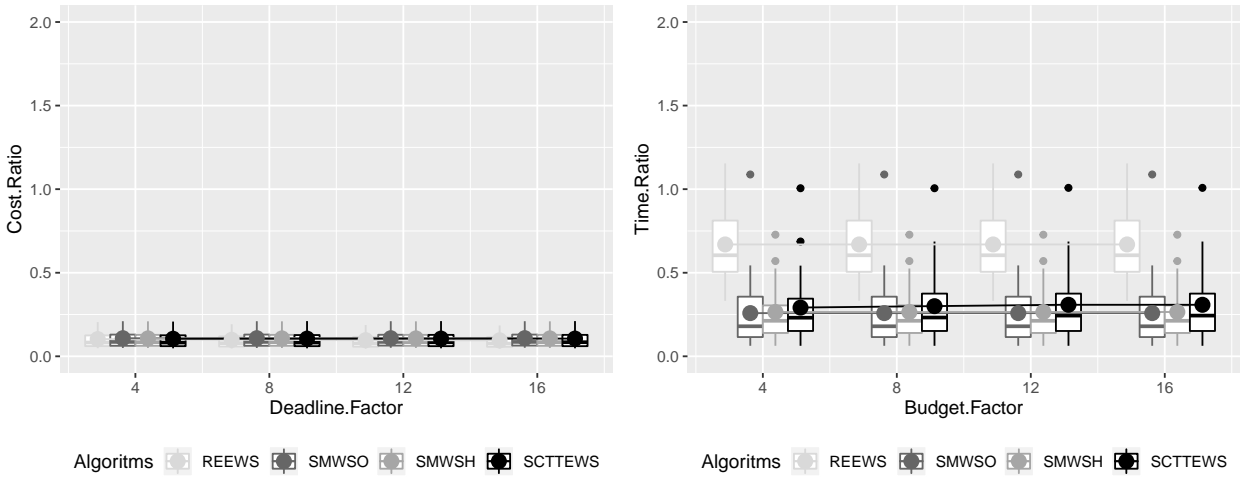 2.0
1.5
1.0
0.5
0.0
Cost.Ratio
4 8 12 16
Deadline.Factor
Algoritms REEWS SMWSO SMWSH SCTTEWS
2.0
1.5
1.0
0.5
0.0
Time.Ratio
4 8 12 16
Budget.Factor
Algoritms REEWS SMWSO SMWSH SCTTEWS